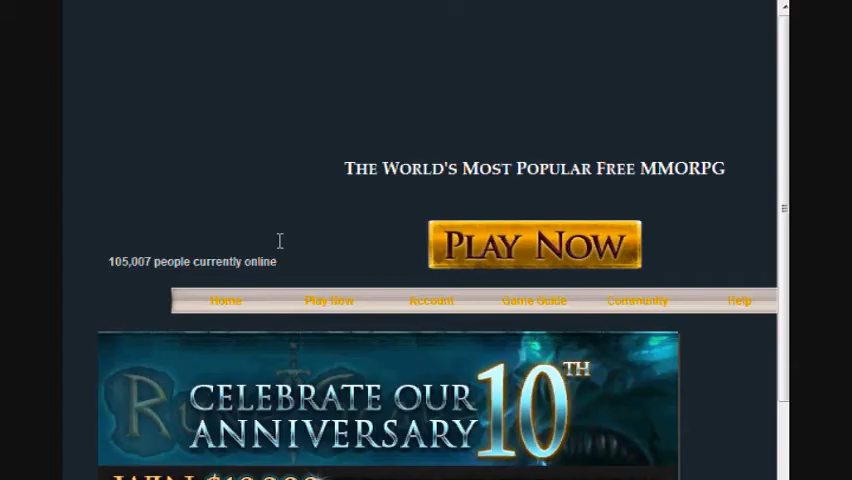 THE WORLD'S MOST POPULAR FREE MMORPG
PLAY NOW
105,007 people currently online
Home Play Now Account Game Guide Community Help
CELEBRATE OUR 10TH
ANNIVERSARY
WIN